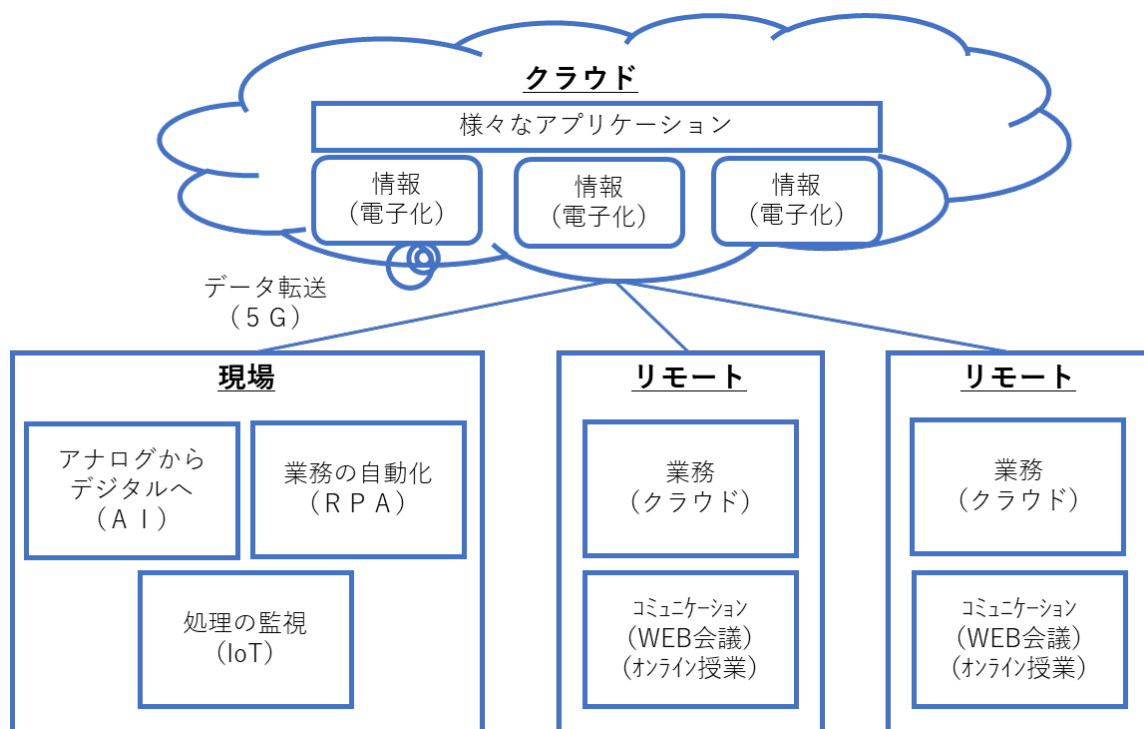 クラウド
様々なアプリケーション
情報
(電子化)
情報
(電子化)
情報
(電子化)
データ転送
（５Ｇ）
現場
アナログから
デジタルへ
（ＡＩ）
業務の自動化
（ＲＰＡ）
処理の監視
(IoT)
リモート
業務
(クラウド)
ｺﾐｭﾆｹｰｼｮﾝ
(WEB会議)
(ｵﾝﾗｲﾝ授業)
リモート
業務
(クラウド)
ｺﾐｭﾆｹｰｼｮﾝ
(WEB会議)
(ｵﾝﾗｲﾝ授業)